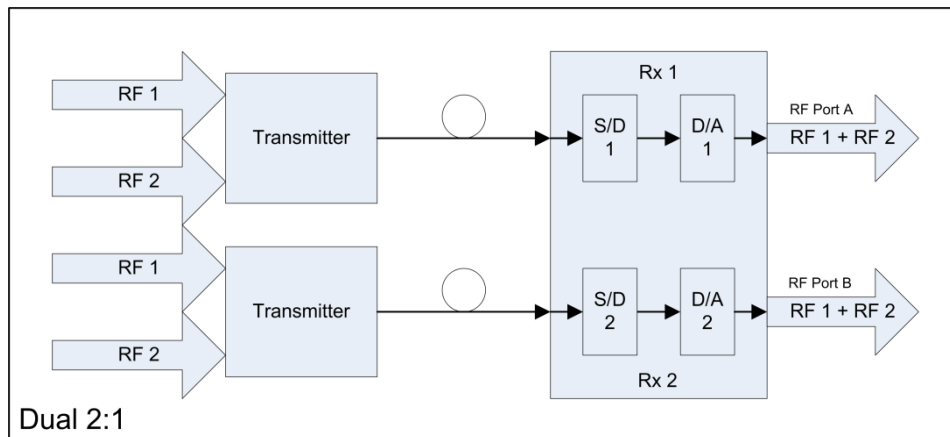 RF 1
RF 2
Transmitter
Rx 1
S/D
1
D/A
1
RF Port A
RF 1 + RF 2
RF 1
RF 2
Transmitter
S/D
2
D/A
2
Rx 2
RF Port B
RF 1 + RF 2
Dual 2:1